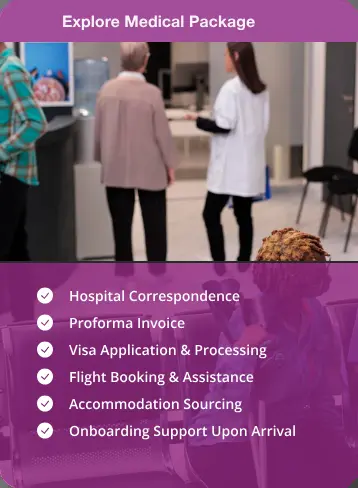 Explore Medical Package
Hospital Correspondence
Proforma Invoice
Visa Application & Processing
Flight Booking & Assistance
Accommodation Sourcing
Onboarding Support Upon Arrival